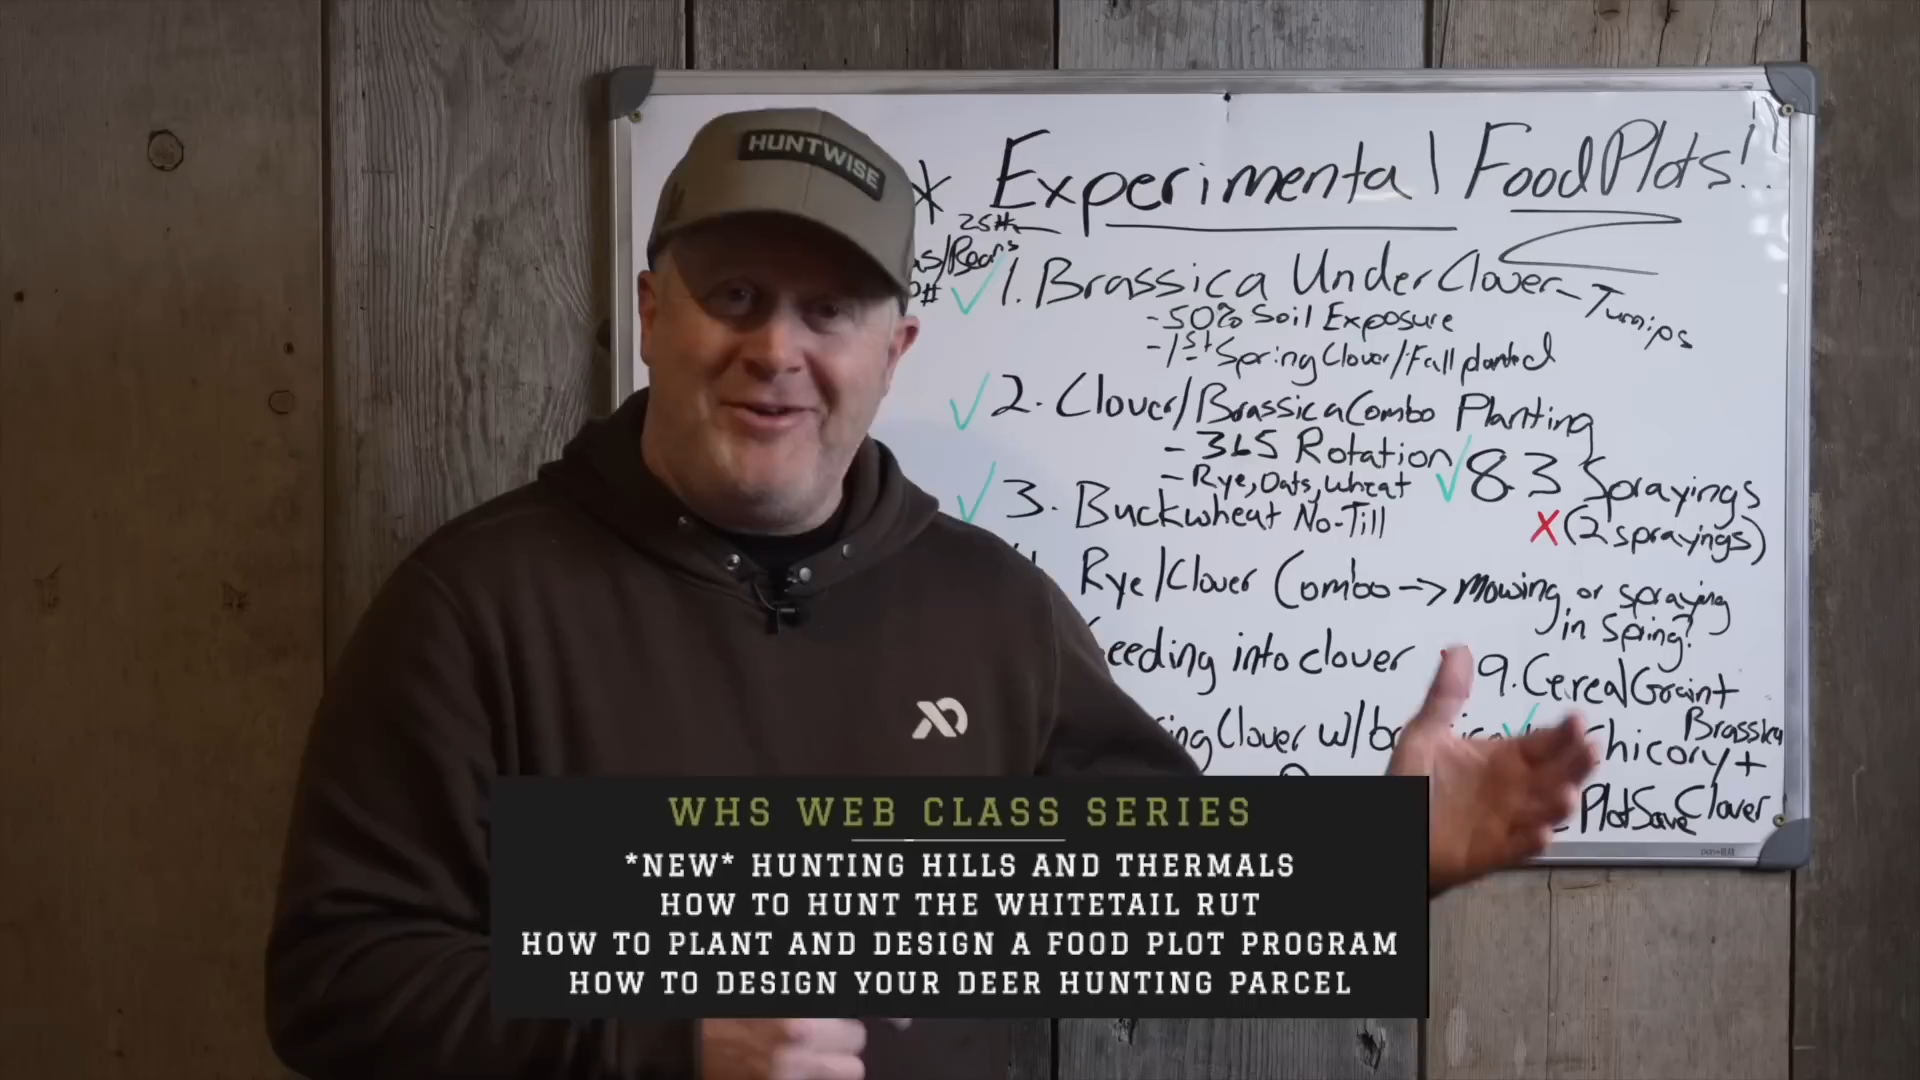 HUNTWISE
* Experimental Food Plots!!
25#
1. Brassica Under Clover - Turnips
- 50% Soil Exposure
- 1st Spring Clover/Fall planted
2. Clover/Brassica Combo Planting
- 365 Rotation
- Rye, Oats, Wheat
3. Buckwheat No-Till
8 3 Sprayings
X (2 sprayings)
Rye/Clover Combo -> mowing or spraying
in Spring?
eeding into clover
9. Cereal Grain +
Brassica
ing Clover w/
hicory +
PlotSave Clover
WHS WEB CLASS SERIES
*NEW* HUNTING HILLS AND THERMALS
HOW TO HUNT THE WHITETAIL RUT
HOW TO PLANT AND DESIGN A FOOD PLOT PROGRAM
HOW TO DESIGN YOUR DEER HUNTING PARCEL